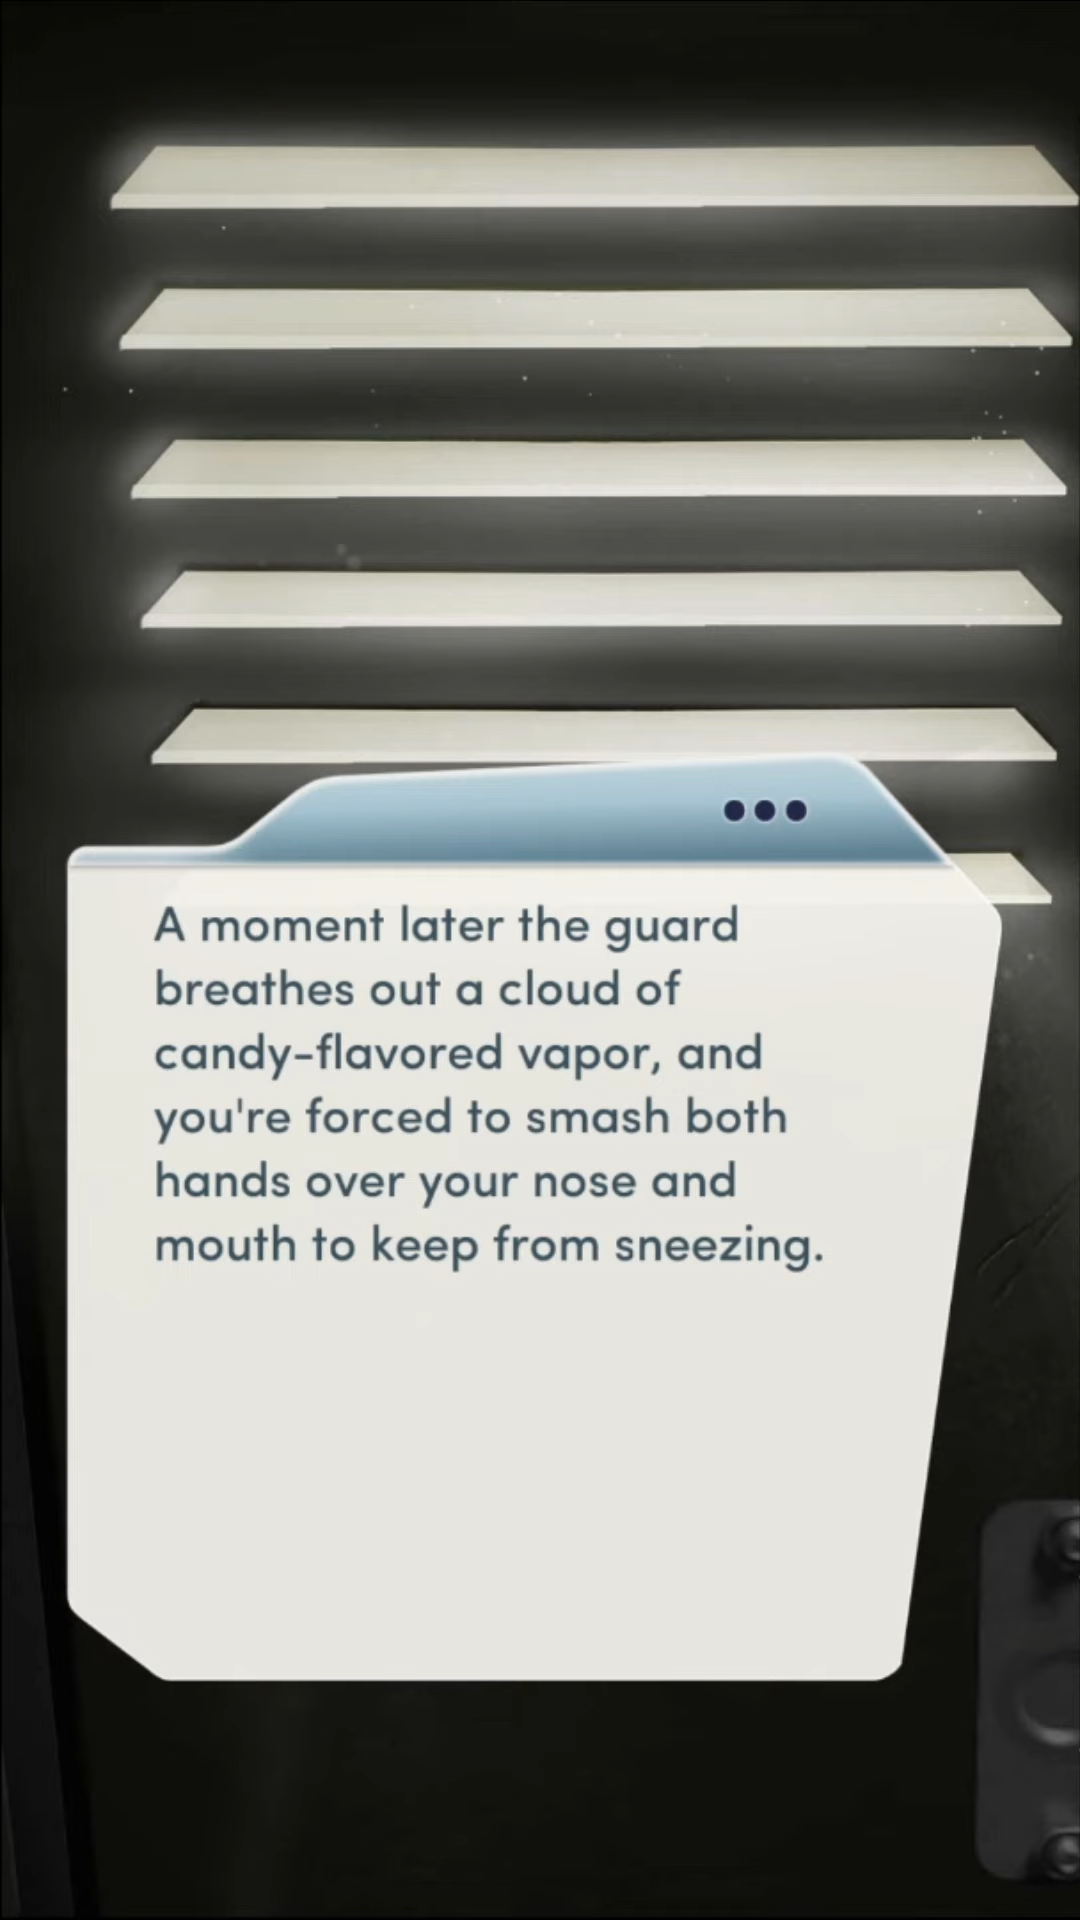 A moment later the guard
breathes out a cloud of
candy-flavored vapor, and
you're forced to smash both
hands over your nose and
mouth to keep from sneezing.